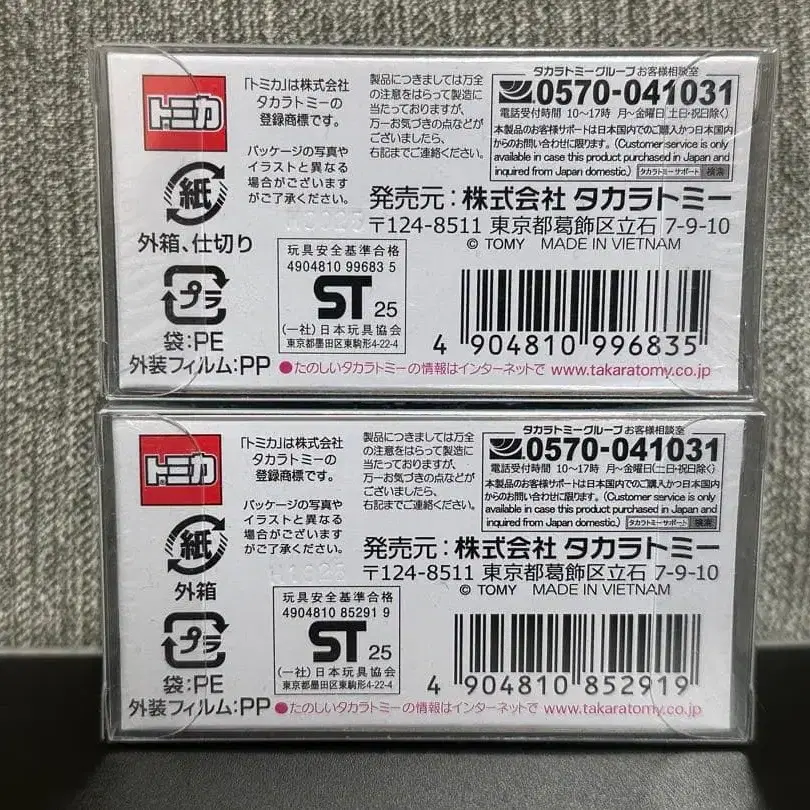 トミカ
「トミカ」は株式会社
タカラトミーの
登録商標です。
パッケージの写真や
イラストと異なる
場合がございます
がご了承ください。
製品につきましては万全
の注意をはらって製造に
当たっておりますが、
万一お気づきの点などが
ございましたら、
右記までご連絡ください。
タカラトミーグループお客様相談室
0570-041031
電話受付時間 10〜17時 月〜金曜日(土日・祝日除く)
本製品のお客様サポートは日本国内でのご購入かつ日本国内
からのお問い合わせに限ります。(Customer service is only
available in case this product purchased in Japan and
inquired from Japan domestic.) タカラトミーサポート 検索
発売元:株式会社 タカラトミー
〒124-8511 東京都葛飾区立石 7-9-10
© TOMY MADE IN VIETNAM
紙
外箱、仕切り
プラ
袋:PE
外装フィルム:PP
玩具安全基準合格
4904810 99683 5
ST 25
(一社)日本玩具協会
東京都墨田区東駒形4-22-4
4 904810 996835
●たのしいタカラトミーの情報はインターネットで www.takaratomy.co.jp
トミカ
「トミカ」は株式会社
タカラトミーの
登録商標です。
パッケージの写真や
イラストと異なる
場合がございます
がご了承ください。
製品につきましては万全
の注意をはらって製造に
当たっておりますが、
万一お気づきの点などが
ございましたら、
右記までご連絡ください。
タカラトミーグループお客様相談室
0570-041031
電話受付時間 10〜17時 月〜金曜日(土日・祝日除く)
本製品のお客様サポートは日本国内でのご購入かつ日本国内
からのお問い合わせに限ります。(Customer service is only
available in case this product purchased in Japan and
inquired from Japan domestic.) タカラトミーサポート 検索
発売元:株式会社 タカラトミー
〒124-8511 東京都葛飾区立石 7-9-10
© TOMY MADE IN VIETNAM
紙
外箱
プラ
袋:PE
外装フィルム:PP
玩具安全基準合格
4904810 85291 9
ST 25
(一社)日本玩具協会
東京都墨田区東駒形4-22-4
4 904810 852919
●たのしいタカラトミーの情報はインターネットで www.takaratomy.co.jp